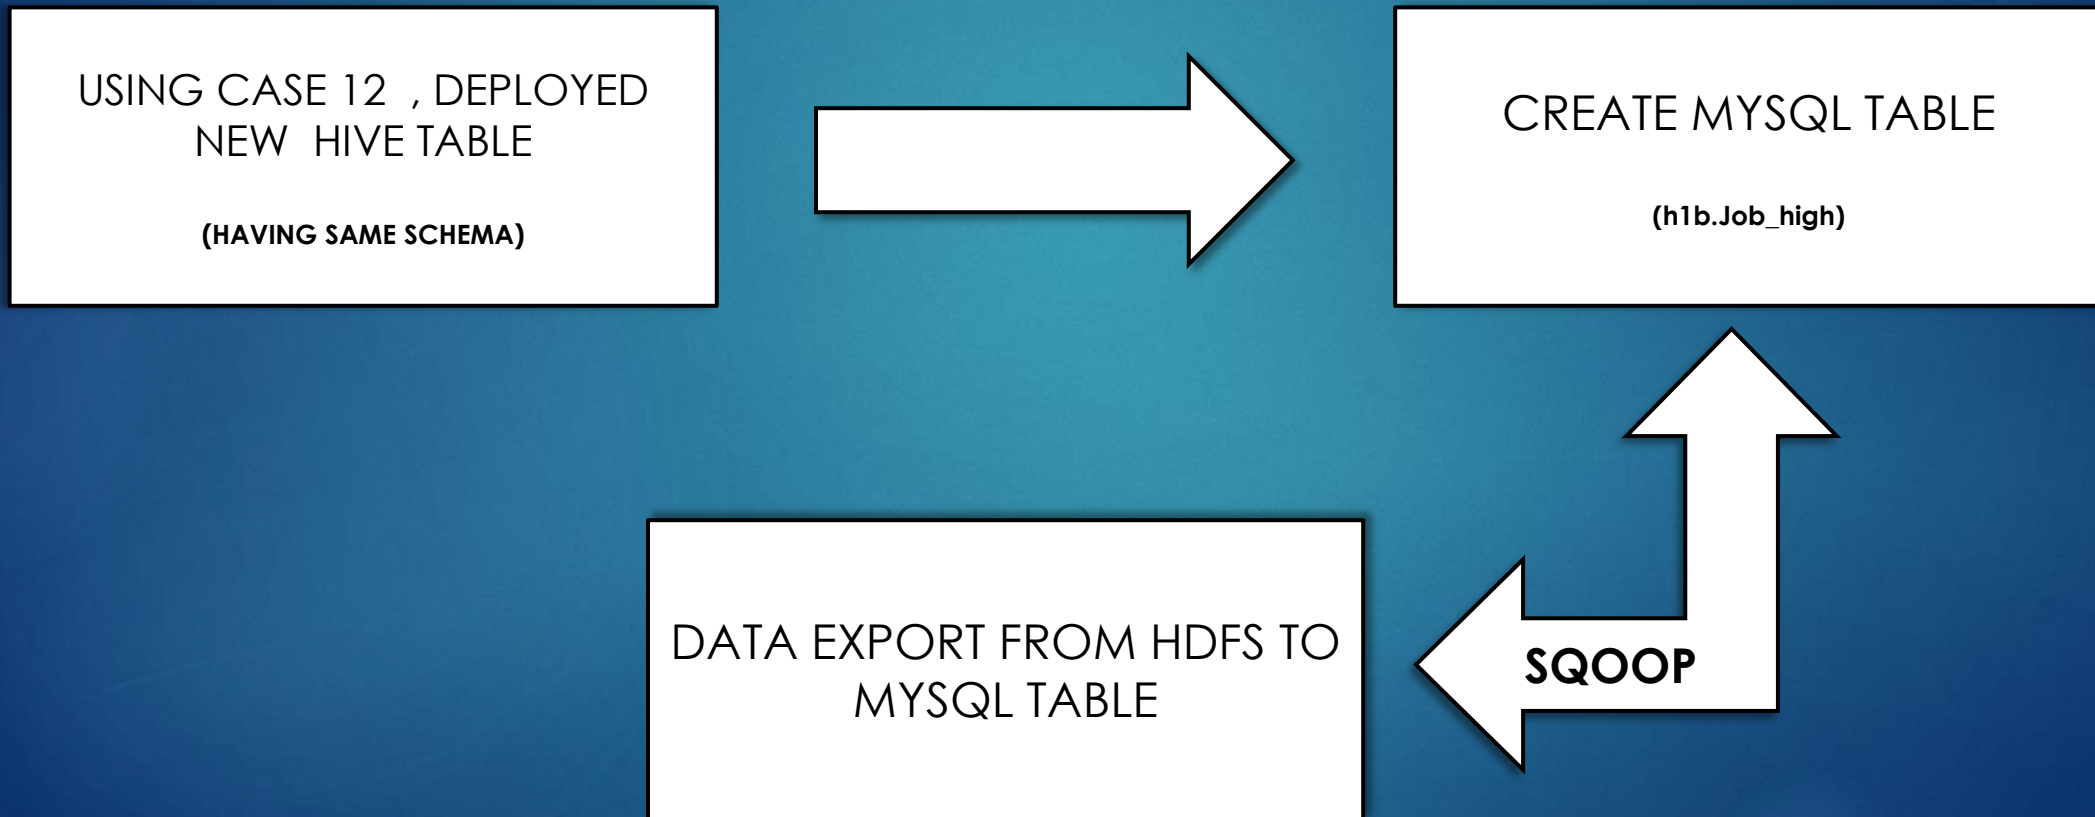 USING CASE 12 , DEPLOYED
NEW HIVE TABLE
(HAVING SAME SCHEMA)
CREATE MYSQL TABLE
(h1b.Job_high)
DATA EXPORT FROM HDFS TO
MYSQL TABLE
SQOOP